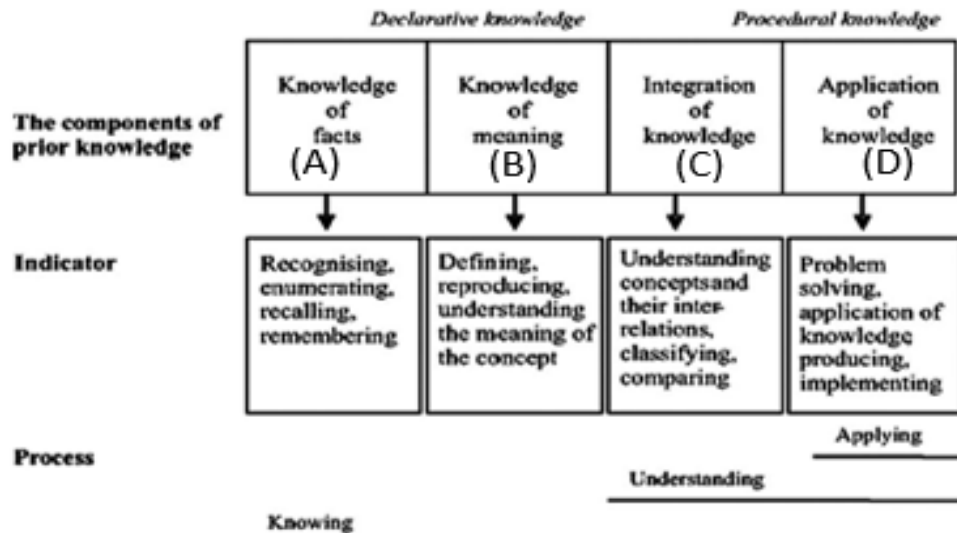 Declarative knowledge
Procedural knowledge
The components of
prior knowledge
Knowledge
of
facts
(A)
Knowledge
of
meaning
(B)
Integration
of
knowledge
(C)
Application
of
knowledge
(D)
Indicator
Recognising,
enumerating,
recalling,
remembering
Defining,
reproducing,
understanding
the meaning of
the concept
Understanding
concepts and
their inter-
relations,
classifying,
comparing
Problem
solving,
application of
knowledge
producing,
implementing
Process
Applying
Understanding
Knowing